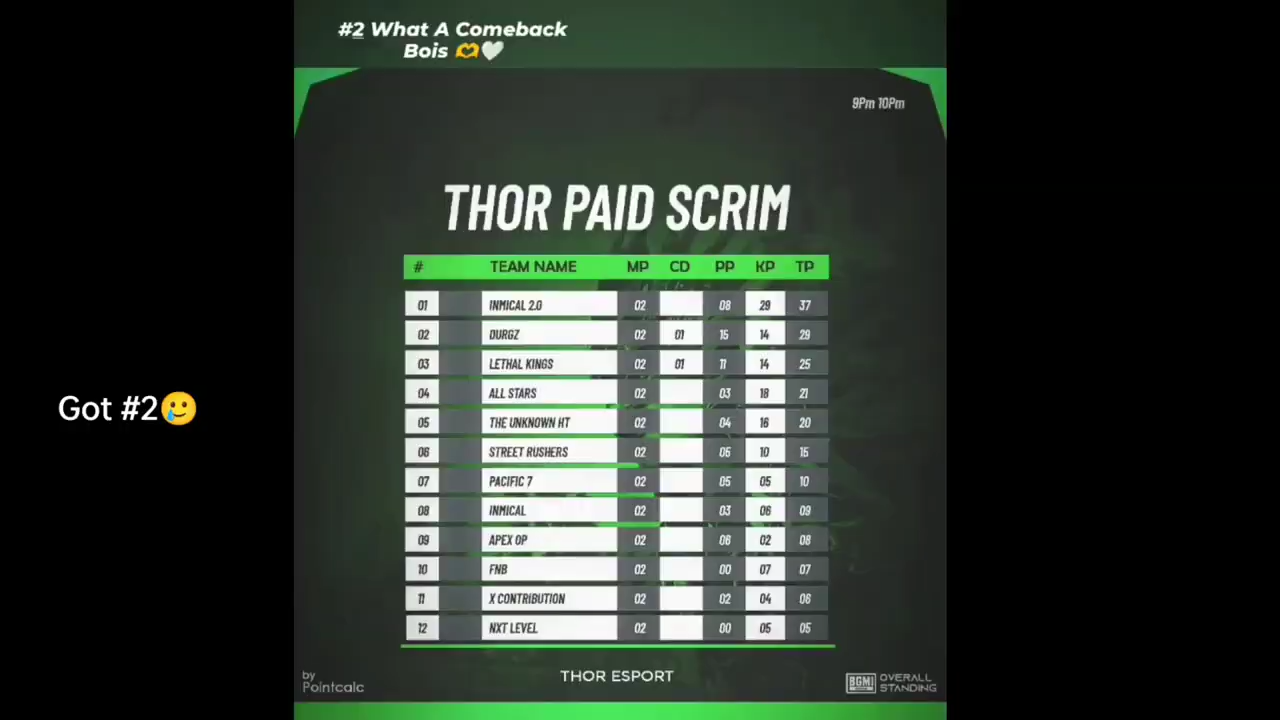 #2 What A Comeback
Bois 🫶🤍
9Pm 10Pm
THOR PAID SCRIM
# TEAM NAME MP CD PP KP TP
01 INMICAL 2.0 02 08 29 37
02 DURGZ 02 01 15 14 29
03 LETHAL KINGS 02 01 11 14 25
04 ALL STARS 02 03 18 21
05 THE UNKNOWN HT 02 04 16 20
06 STREET RUSHERS 02 05 10 15
07 PACIFIC 7 02 05 05 10
08 INMICAL 02 03 06 09
09 APEX OP 02 06 02 08
10 FNB 02 00 07 07
11 X CONTRIBUTION 02 02 04 06
12 NXT LEVEL 02 00 05 05
Got #2🥲
by
Pointcalc
THOR ESPORT
BGMI
OVERALL
STANDING